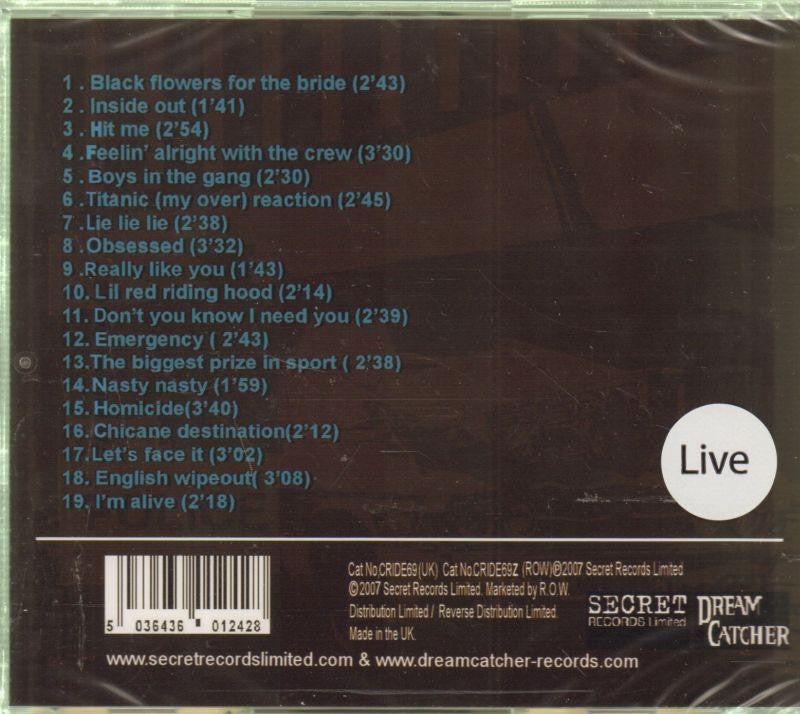 1 . Black flowers for the bride (2'43)
2 . Inside out (1'41)
3 . Hit me (2'54)
4 .Feelin' alright with the crew (3'30)
5 . Boys in the gang (2'30)
6 . Titanic (my over) reaction (2'45)
7 .Lie lie lie (2'38)
8 . Obsessed (3'32)
9 .Really like you (1'43)
10. Lil red riding hood (2'14)
11. Don't you know I need you (2'39)
12. Emergency ( 2'43)
13.The biggest prize in sport ( 2'38)
14.Nasty nasty (1'59)
15. Homicide(3'40)
16. Chicane destination(2'12)
17.Let's face it (3'02)
18. English wipeout( 3'08)
19. I'm alive (2'18)
Live
Cat No.CRIDE69(UK) Cat No.CRIDE69Z (ROW)℗2007 Secret Records Limited
©2007 Secret Records Limited. Marketed by R.O.W.
Distribution Limited / Reverse Distribution Limited.
Made in the UK.
5 036436 012428
SECRET
RECORDS Limited
DREAM
CATCHER
www.secretrecordslimited.com & www.dreamcatcher-records.com